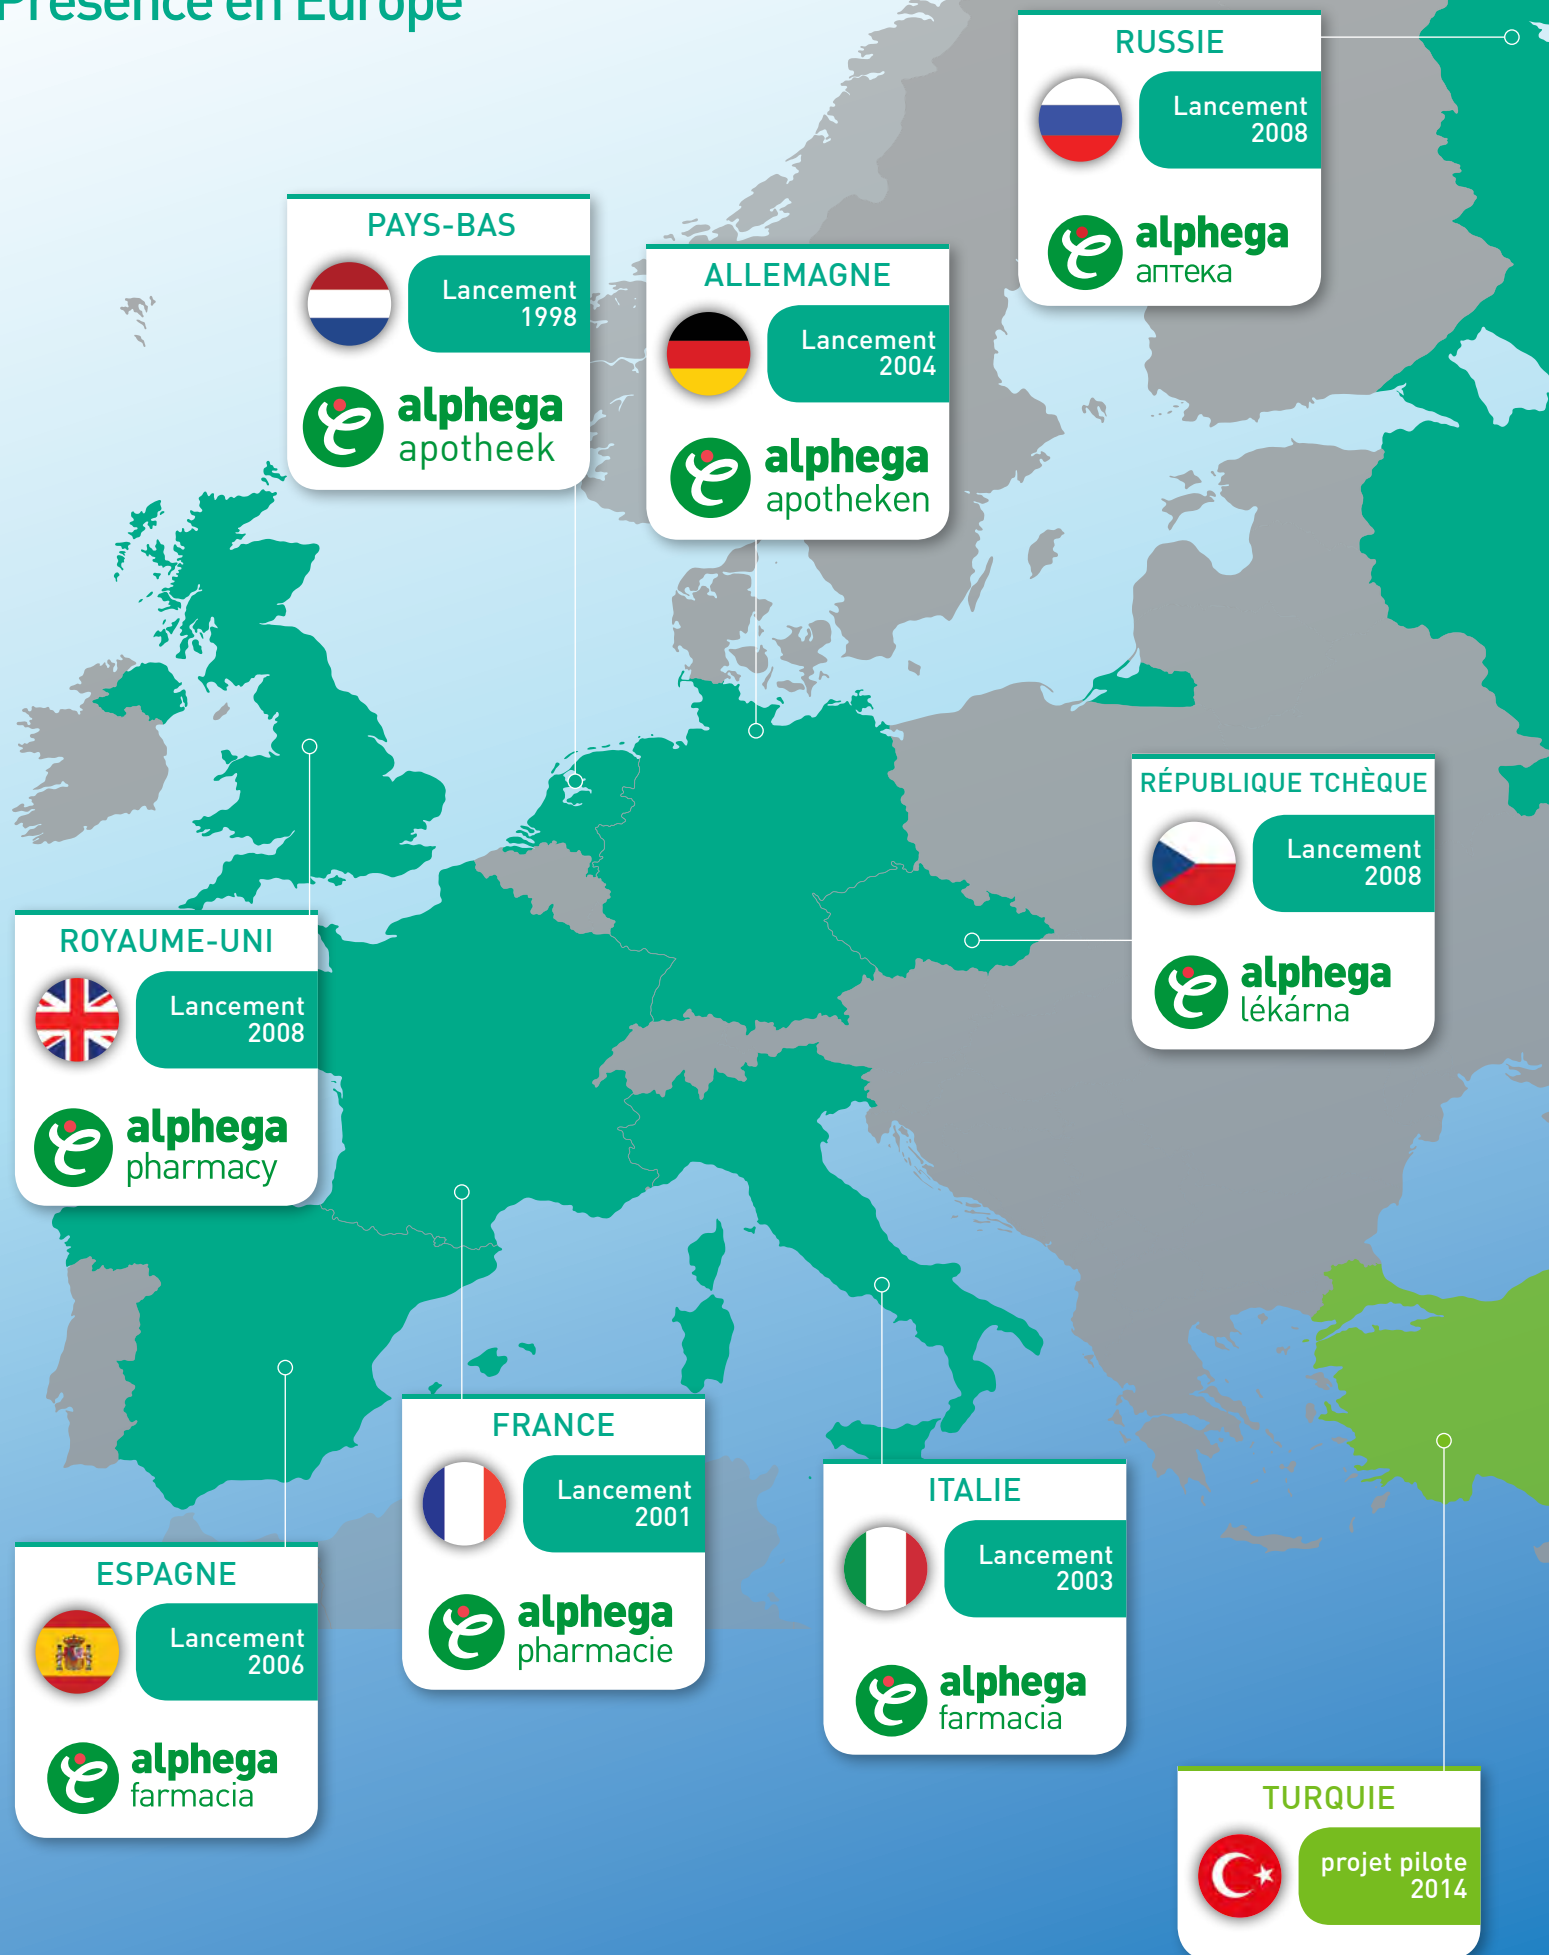 Présence en Europe
RUSSIE
Lancement
2008
alphega
аптека
PAYS-BAS
Lancement
1998
alphega
apotheek
ALLEMAGNE
Lancement
2004
alphega
apotheken
RÉPUBLIQUE TCHÈQUE
Lancement
2008
alphega
lékárna
ROYAUME-UNI
Lancement
2008
alphega
pharmacy
FRANCE
Lancement
2001
alphega
pharmacie
ITALIE
Lancement
2003
alphega
farmacia
ESPAGNE
Lancement
2006
alphega
farmacia
TURQUIE
projet pilote
2014